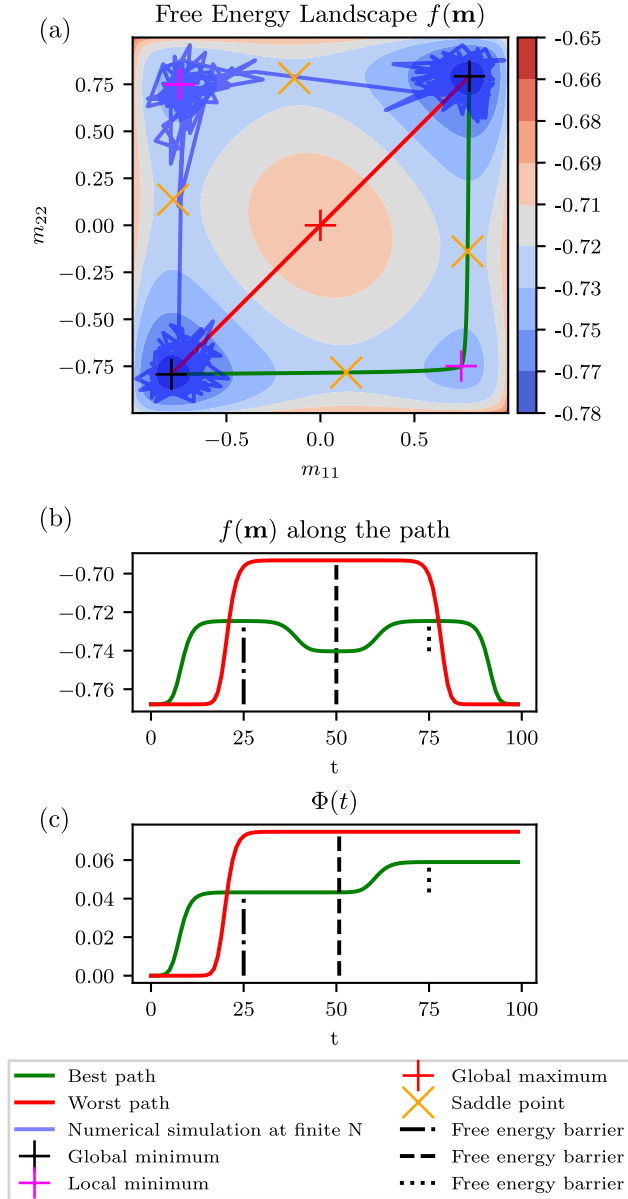 Free Energy Landscape f(m)
(a)
0.75
0.50
0.25
0.00
−0.25
−0.50
−0.75
m22
−0.5
0.0
0.5
m11
-0.65
-0.66
-0.68
-0.69
-0.71
-0.72
-0.73
-0.75
-0.77
-0.78
(b)
f(m) along the path
−0.70
−0.72
−0.74
−0.76
0
25
50
75
100
t
(c)
Φ(t)
0.06
0.04
0.02
0.00
0
25
50
75
100
t
Best path
Worst path
Numerical simulation at finite N
Global minimum
Local minimum
Global maximum
Saddle point
Free energy barrier
Free energy barrier
Free energy barrier